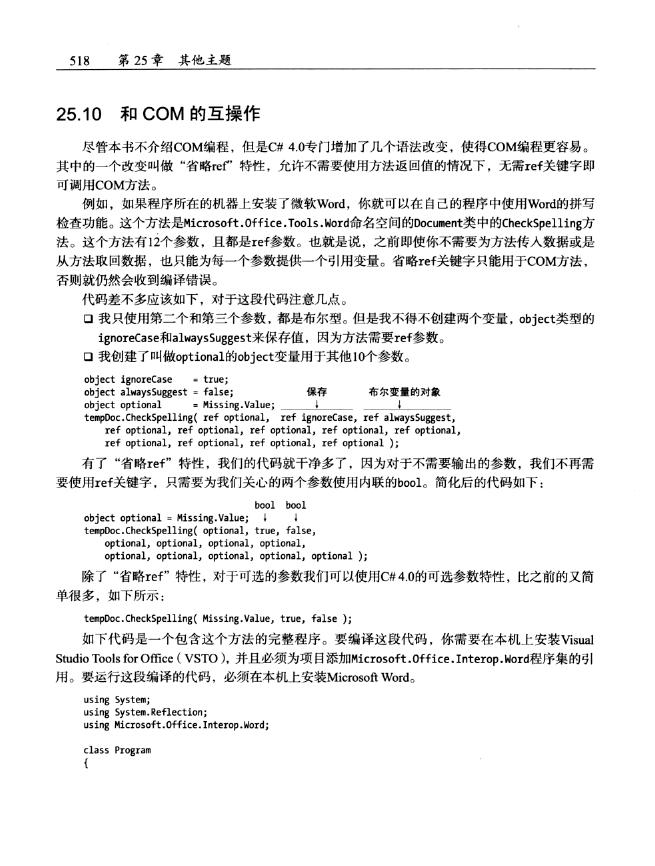 518 第25章 其他主题
25.10 和 COM 的互操作
尽管本书不介绍COM编程，但是C# 4.0专门增加了几个语法改变，使得COM编程更容易。
其中的一个改变叫做“省略ref”特性，允许不需要使用方法返回值的情况下，无需ref关键字即
可调用COM方法。
例如，如果程序所在的机器上安装了微软Word，你就可以在自己的程序中使用Word的拼写
检查功能。这个方法是Microsoft.Office.Tools.Word命名空间的Document类中的CheckSpelling方
法。这个方法有12个参数，且都是ref参数。也就是说，之前即使你不需要为方法传入数据或是
从方法取回数据，也只能为每一个参数提供一个引用变量。省略ref关键字只能用于COM方法，
否则就仍然会收到编译错误。
代码差不多应该如下，对于这段代码注意几点。
❑ 我只使用第二个和第三个参数，都是布尔型。但是我不得不创建两个变量，object类型的
ignoreCase和alwaysSuggest来保存值，因为方法需要ref参数。
❑ 我创建了叫做optional的object变量用于其他10个参数。
object ignoreCase = true;
object alwaysSuggest = false; 保存 布尔变量的对象
object optional = Missing.Value; ↓ ↓
tempDoc.CheckSpelling( ref optional, ref ignoreCase, ref alwaysSuggest,
ref optional, ref optional, ref optional, ref optional, ref optional,
ref optional, ref optional, ref optional, ref optional );
有了“省略ref”特性，我们的代码就干净多了，因为对于不需要输出的参数，我们不再需
要使用ref关键字，只需要为我们关心的两个参数使用内联的bool。简化后的代码如下：
bool bool
object optional = Missing.Value; ↓ ↓
tempDoc.CheckSpelling( optional, true, false,
optional, optional, optional, optional,
optional, optional, optional, optional, optional );
除了“省略ref”特性，对于可选的参数我们可以使用C# 4.0的可选参数特性，比之前的又简
单很多，如下所示：
tempDoc.CheckSpelling( Missing.Value, true, false );
如下代码是一个包含这个方法的完整程序。要编译这段代码，你需要在本机上安装Visual
Studio Tools for Office（VSTO），并且必须为项目添加Microsoft.Office.Interop.Word程序集的引
用。要运行这段编译的代码，必须在本机上安装Microsoft Word。
using System;
using System.Reflection;
using Microsoft.Office.Interop.Word;
class Program
{